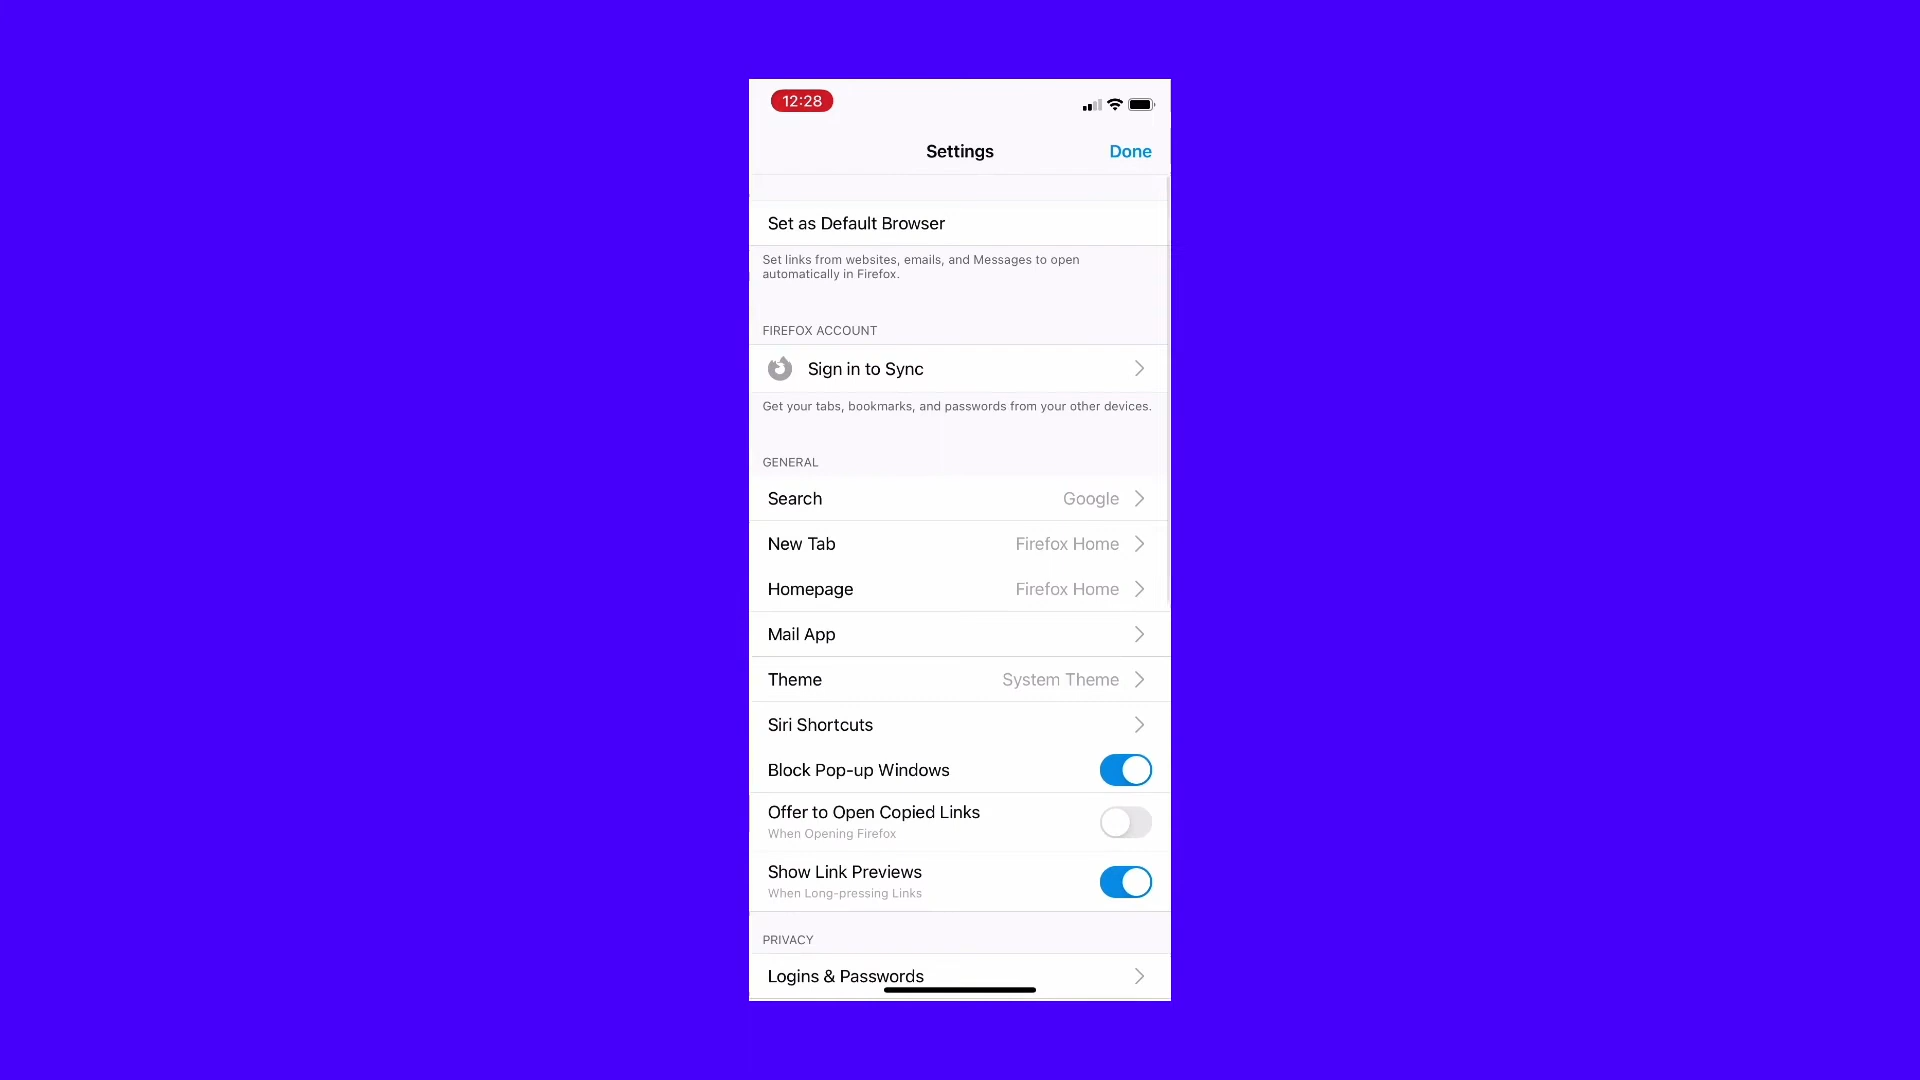 12:28
Settings
Done
Set as Default Browser
Set links from websites, emails, and Messages to open
automatically in Firefox.
FIREFOX ACCOUNT
Sign in to Sync
Get your tabs, bookmarks, and passwords from your other devices.
GENERAL
Search Google
New Tab Firefox Home
Homepage Firefox Home
Mail App
Theme System Theme
Siri Shortcuts
Block Pop-up Windows
Offer to Open Copied Links
When Opening Firefox
Show Link Previews
When Long-pressing Links
PRIVACY
Logins & Passwords